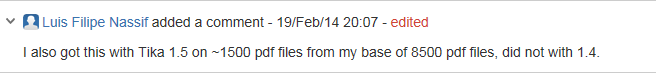 Luis Filipe Nassif added a comment - 19/Feb/14 20:07 - edited
I also got this with Tika 1.5 on ~1500 pdf files from my base of 8500 pdf files, did not with 1.4.